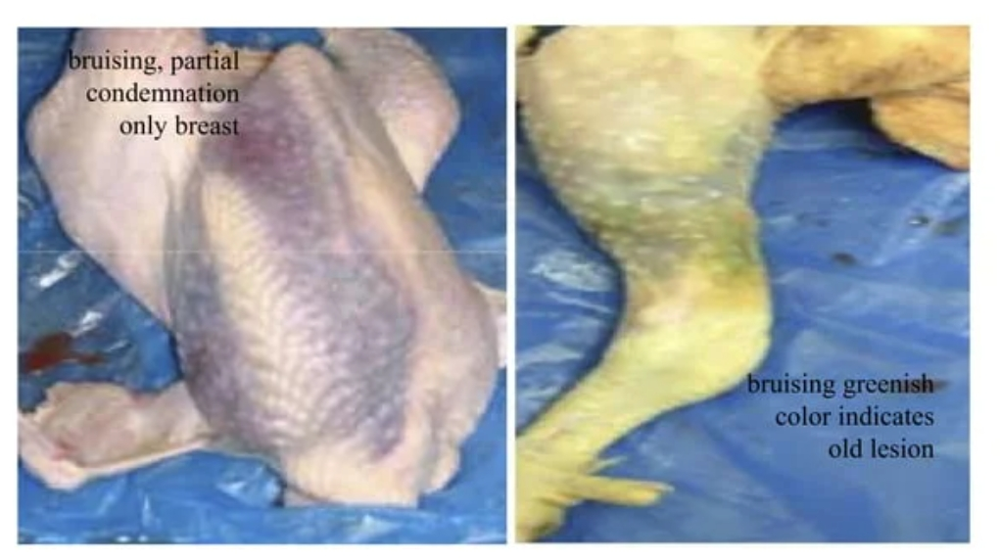 bruising, partial
condemnation
only breast
bruising greenish
color indicates
old lesion